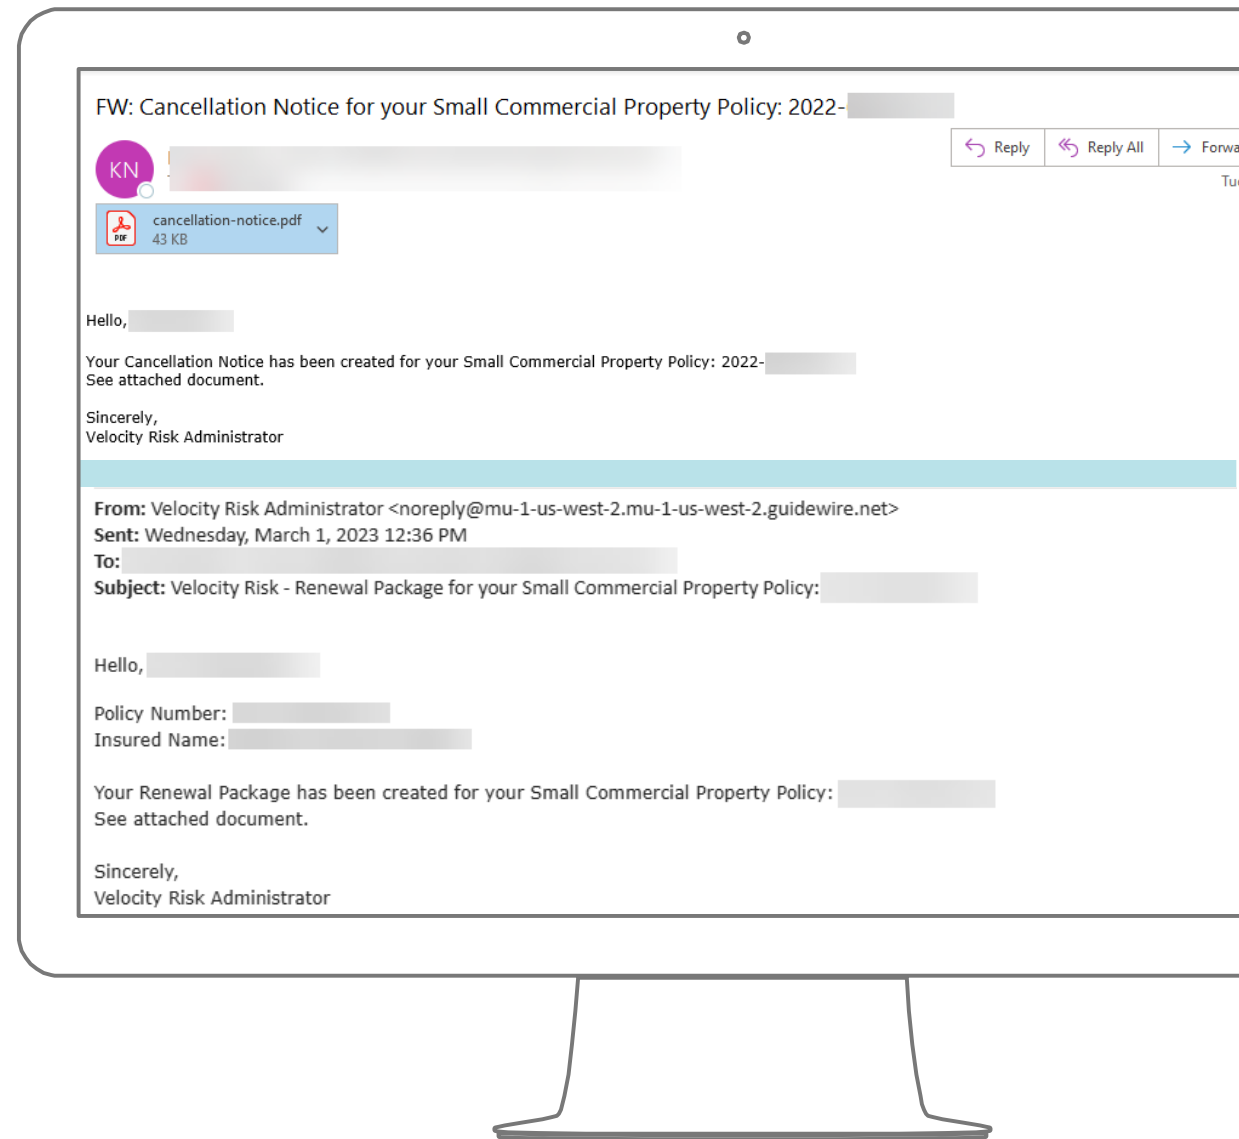 FW: Cancellation Notice for your Small Commercial Property Policy: 2022-
KN
Reply
Reply All
cancellation-notice.pdf
43 KB
PDF
Hello,
Your Cancellation Notice has been created for your Small Commercial Property Policy: 2022-
See attached document.
Sincerely,
Velocity Risk Administrator
From: Velocity Risk Administrator <noreply@mu-1-us-west-2.mu-1-us-west-2.guidewire.net>
Sent: Wednesday, March 1, 2023 12:36 PM
To:
Subject: Velocity Risk - Renewal Package for your Small Commercial Property Policy:
Hello,
Policy Number:
Insured Name:
Your Renewal Package has been created for your Small Commercial Property Policy:
See attached document.
Sincerely,
Velocity Risk Administrator